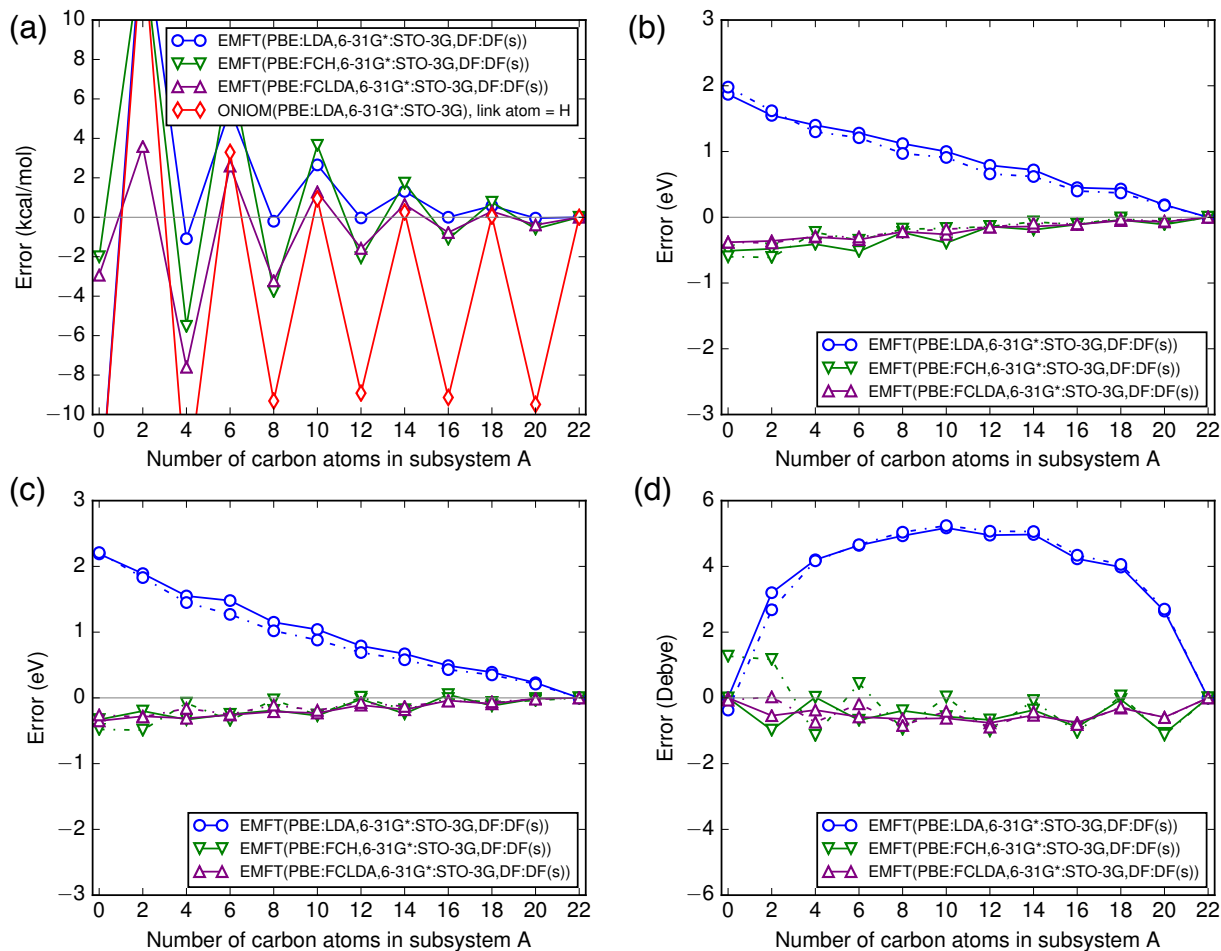 (a)
10
8
6
4
2
0
−2
−4
−6
−8
−10
Error (kcal/mol)
EMFT(PBE:LDA,6-31G*:STO-3G,DF:DF(s))
EMFT(PBE:FCH,6-31G*:STO-3G,DF:DF(s))
EMFT(PBE:FCLDA,6-31G*:STO-3G,DF:DF(s))
ONIOM(PBE:LDA,6-31G*:STO-3G), link atom = H
0 2 4 6 8 10 12 14 16 18 20 22
Number of carbon atoms in subsystem A
(b)
3
2
1
0
−1
−2
−3
Error (eV)
EMFT(PBE:LDA,6-31G*:STO-3G,DF:DF(s))
EMFT(PBE:FCH,6-31G*:STO-3G,DF:DF(s))
EMFT(PBE:FCLDA,6-31G*:STO-3G,DF:DF(s))
0 2 4 6 8 10 12 14 16 18 20 22
Number of carbon atoms in subsystem A
(c)
3
2
1
0
−1
−2
−3
Error (eV)
EMFT(PBE:LDA,6-31G*:STO-3G,DF:DF(s))
EMFT(PBE:FCH,6-31G*:STO-3G,DF:DF(s))
EMFT(PBE:FCLDA,6-31G*:STO-3G,DF:DF(s))
0 2 4 6 8 10 12 14 16 18 20 22
Number of carbon atoms in subsystem A
(d)
6
4
2
0
−2
−4
−6
Error (Debye)
EMFT(PBE:LDA,6-31G*:STO-3G,DF:DF(s))
EMFT(PBE:FCH,6-31G*:STO-3G,DF:DF(s))
EMFT(PBE:FCLDA,6-31G*:STO-3G,DF:DF(s))
0 2 4 6 8 10 12 14 16 18 20 22
Number of carbon atoms in subsystem A